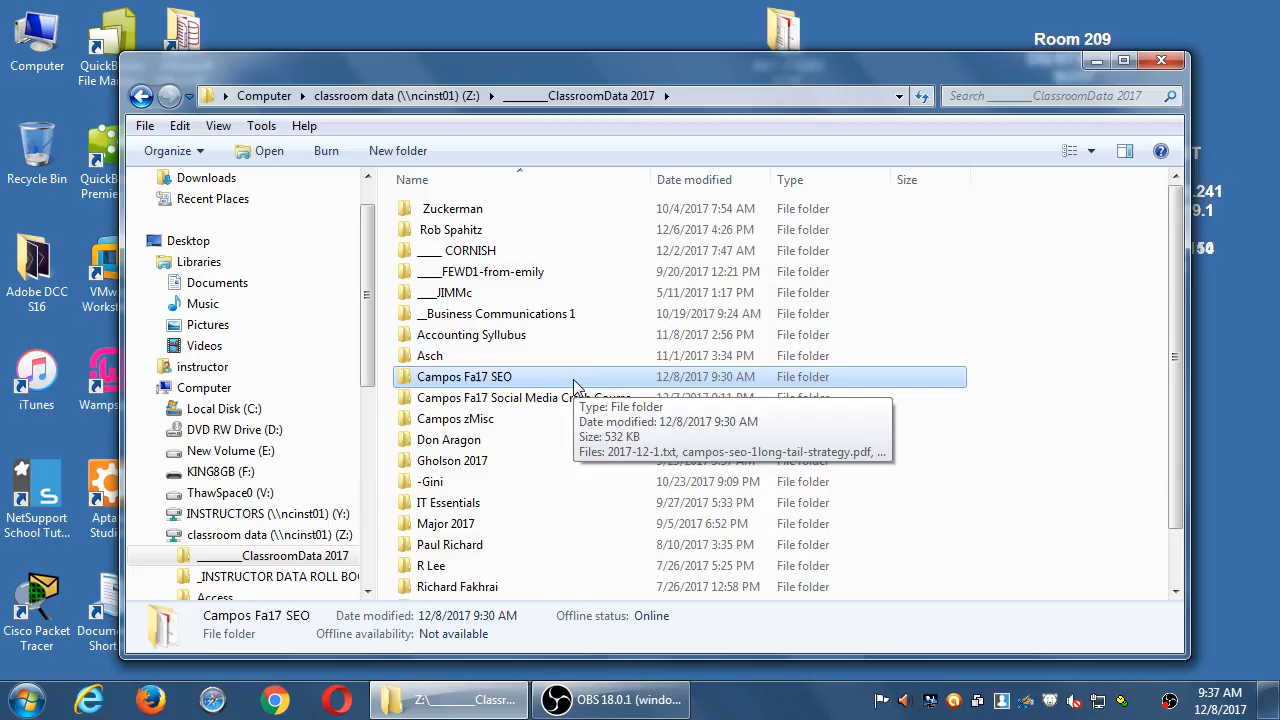 Room 209
Computer
QuickB
File Ma
Recycle Bin
QuickB
Premie
Adobe DCC
S16
VMw
Workst
iTunes
Wamps
NetSupport
School Tut...
Apta
Studi
Cisco Packet
Tracer
Docum
Short
T
.241
9.1
Computer
classroom data (\\ncinst01) (Z:)
_______ClassroomData 2017
Search _______ClassroomData 2017
File Edit View Tools Help
Organize Open Burn New folder
Downloads
Recent Places
Desktop
Libraries
Documents
Music
Pictures
Videos
instructor
Computer
Local Disk (C:)
DVD RW Drive (D:)
New Volume (E:)
KING8GB (F:)
ThawSpace0 (V:)
INSTRUCTORS (\\ncinst01) (Y:)
classroom data (\\ncinst01) (Z:)
_______ClassroomData 2017
_INSTRUCTOR DATA ROLL BO
Access
Name Date modified Type Size
Zuckerman 10/4/2017 7:54 AM File folder
Rob Spahitz 12/6/2017 4:26 PM File folder
____ CORNISH 12/2/2017 7:47 AM File folder
____FEWD1-from-emily 9/20/2017 12:21 PM File folder
____JIMMc 5/11/2017 1:17 PM File folder
__Business Communications 1 10/19/2017 9:24 AM File folder
Accounting Syllubus 11/8/2017 2:56 PM File folder
Asch 11/1/2017 3:34 PM File folder
Campos Fa17 SEO 12/8/2017 9:30 AM File folder
Campos Fa17 Social Media
Campos zMisc
Don Aragon
Gholson 2017
-Gini 10/23/2017 9:09 PM File folder
IT Essentials 9/27/2017 3:35 PM File folder
Major 2017 9/5/2017 6:52 PM File folder
Paul Richard 8/10/2017 3:35 PM File folder
R Lee 7/26/2017 5:25 PM File folder
Richard Fakhrai 7/26/2017 12:58 PM File folder
Type: File folder
Date modified: 12/8/2017 9:30 AM
Size: 532 KB
Files: 2017-12-1.txt, campos-seo-1long-tail-strategy.pdf, ...
Campos Fa17 SEO Date modified: 12/8/2017 9:30 AM Offline status: Online
File folder Offline availability: Not available
Z:\_______Classr...
OBS 18.0.1 (windo...
9:37 AM
12/8/2017